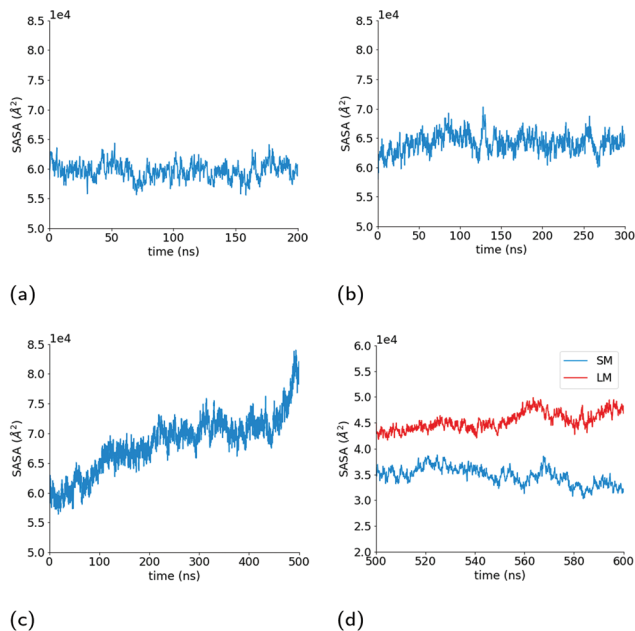 1e4
8.5
8.0
7.5
7.0
6.5
6.0
5.5
5.0
SASA (Å²)
0 50 100 150 200
time (ns)
(a)
1e4
8.5
8.0
7.5
7.0
6.5
6.0
5.5
5.0
SASA (Å²)
0 50 100 150 200 250 300
time (ns)
(b)
1e4
8.5
8.0
7.5
7.0
6.5
6.0
5.5
5.0
SASA (Å²)
0 100 200 300 400 500
time (ns)
(c)
1e4
6.0
5.5
5.0
4.5
4.0
3.5
3.0
2.5
2.0
SASA (Å²)
SM
LM
500 520 540 560 580 600
time (ns)
(d)